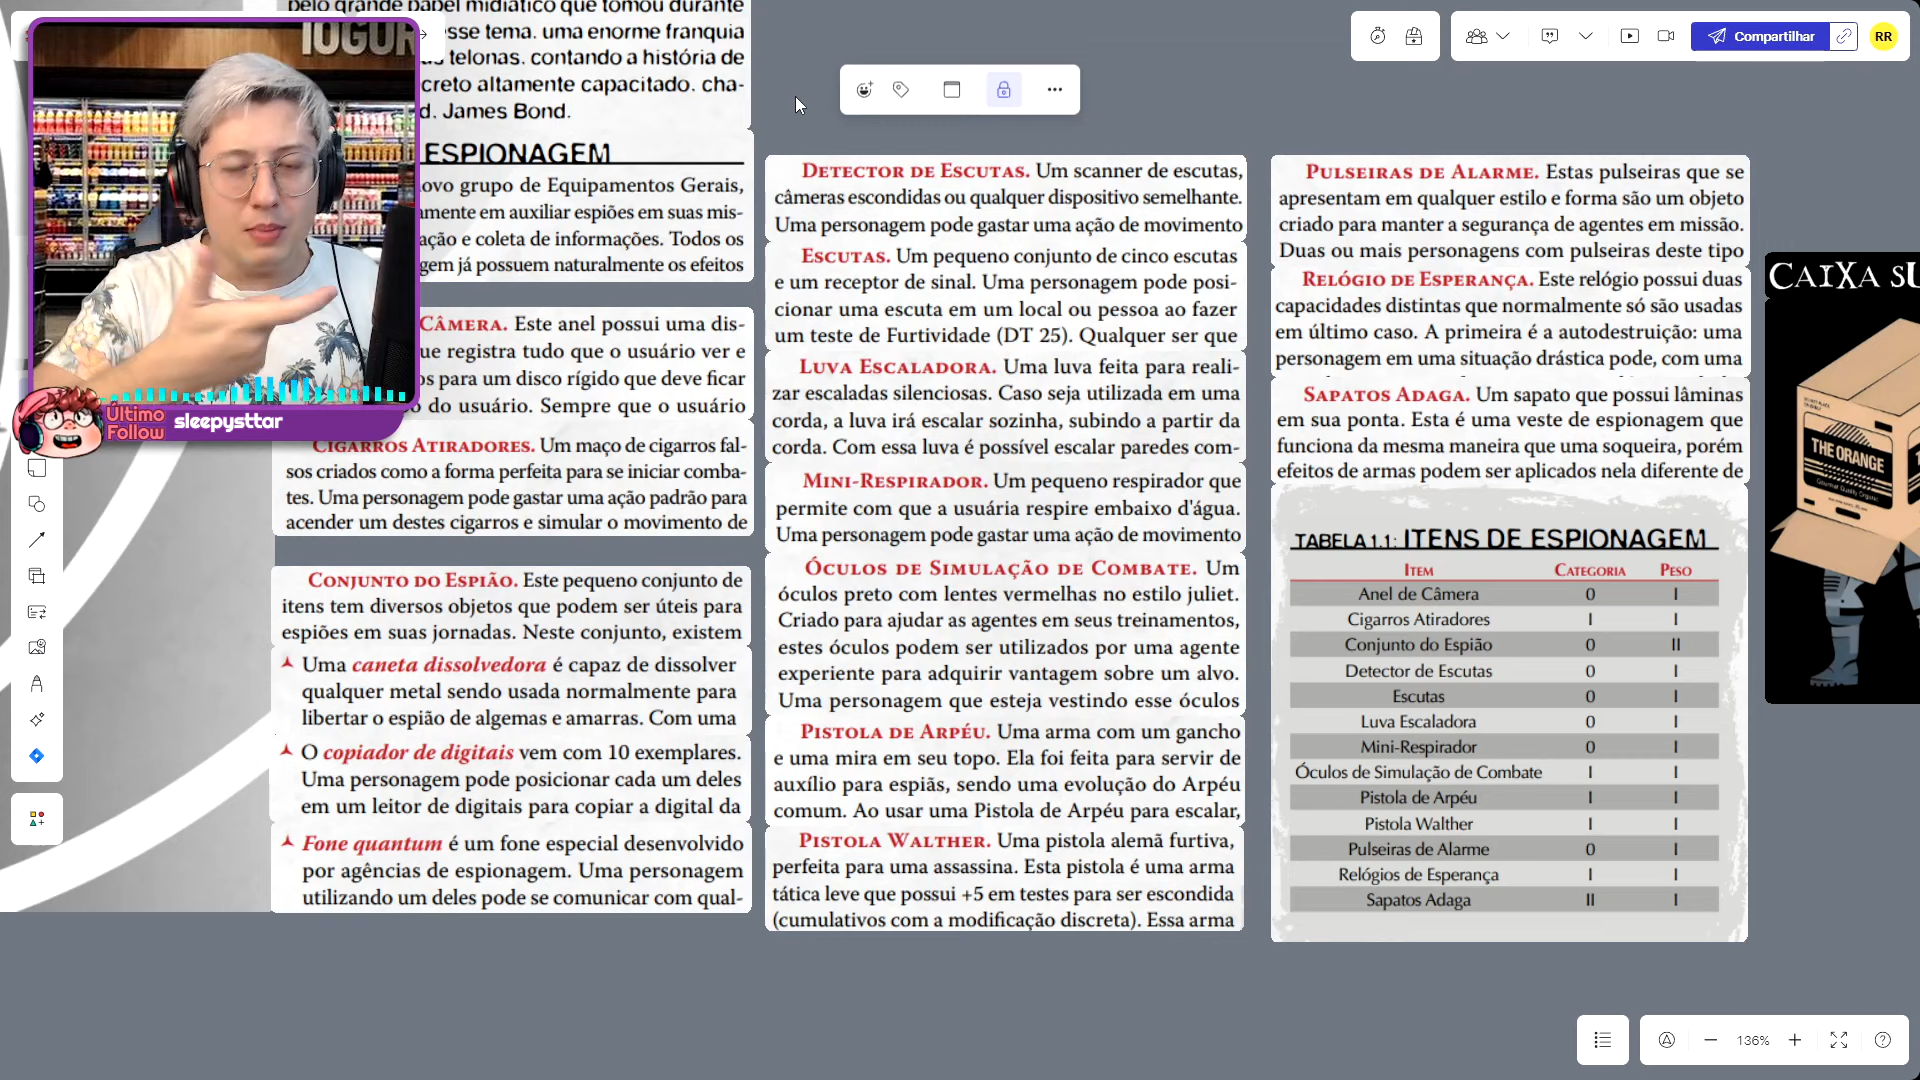 pelo grande papel midiático que tomou durante
esse tema. uma enorme franquia
s telonas. contando a história de
creto altamente capacitado. cha-
d. James Bond.
ESPIONAGEM
ovo grupo de Equipamentos Gerais,
amente em auxiliar espiões em suas mis-
ação e coleta de informações. Todos os
gem já possuem naturalmente os efeitos
CÂMERA. Este anel possui uma dis-
ue registra tudo que o usuário ver e
os para um disco rígido que deve ficar
o do usuário. Sempre que o usuário
IOGUR
Último
Follow
sleepysttar
CIGARROS ATIRADORES. Um maço de cigarros fal-
sos criados como a forma perfeita para se iniciar comba-
tes. Uma personagem pode gastar uma ação padrão para
acender um destes cigarros e simular o movimento de
CONJUNTO DO ESPIÃO. Este pequeno conjunto de
itens tem diversos objetos que podem ser úteis para
espiões em suas jornadas. Neste conjunto, existem
Uma caneta dissolvedora é capaz de dissolver
qualquer metal sendo usada normalmente para
libertar o espião de algemas e amarras. Com uma
O copiador de digitais vem com 10 exemplares.
Uma personagem pode posicionar cada um deles
em um leitor de digitais para copiar a digital da
Fone quantum é um fone especial desenvolvido
por agências de espionagem. Uma personagem
utilizando um deles pode se comunicar com qual-
DETECTOR DE ESCUTAS. Um scanner de escutas,
câmeras escondidas ou qualquer dispositivo semelhante.
Uma personagem pode gastar uma ação de movimento
ESCUTAS. Um pequeno conjunto de cinco escutas
e um receptor de sinal. Uma personagem pode posi-
cionar uma escuta em um local ou pessoa ao fazer
um teste de Furtividade (DT 25). Qualquer ser que
LUVA ESCALADORA. Uma luva feita para reali-
zar escaladas silenciosas. Caso seja utilizada em uma
corda, a luva irá escalar sozinha, subindo a partir da
corda. Com essa luva é possível escalar paredes com-
MINI-RESPIRADOR. Um pequeno respirador que
permite com que a usuária respire embaixo d'água.
Uma personagem pode gastar uma ação de movimento
ÓCULOS DE SIMULAÇÃO DE COMBATE. Um
óculos preto com lentes vermelhas no estilo juliet.
Criado para ajudar as agentes em seus treinamentos,
estes óculos podem ser utilizados por uma agente
experiente para adquirir vantagem sobre um alvo.
Uma personagem que esteja vestindo esse óculos
PISTOLA DE ARPÉU. Uma arma com um gancho
e uma mira em seu topo. Ela foi feita para servir de
auxílio para espiãs, sendo uma evolução do Arpéu
comum. Ao usar uma Pistola de Arpéu para escalar,
PISTOLA WALTHER. Uma pistola alemã furtiva,
perfeita para uma assassina. Esta pistola é uma arma
tática leve que possui +5 em testes para ser escondida
(cumulativos com a modificação discreta). Essa arma
Compartilhar
RR
PULSEIRAS DE ALARME. Estas pulseiras que se
apresentam em qualquer estilo e forma são um objeto
criado para manter a segurança de agentes em missão.
Duas ou mais personagens com pulseiras deste tipo
RELÓGIO DE ESPERANÇA. Este relógio possui duas
capacidades distintas que normalmente só são usadas
em último caso. A primeira é a autodestruição: uma
personagem em uma situação drástica pode, com uma
SAPATOS ADAGA. Um sapato que possui lâminas
em sua ponta. Esta é uma veste de espionagem que
funciona da mesma maneira que uma soqueira, porém
efeitos de armas podem ser aplicados nela diferente de
TABELA 1.1: ITENS DE ESPIONAGEM
ITEM CATEGORIA PESO
Anel de Câmera 0 I
Cigarros Atiradores I I
Conjunto do Espião 0 II
Detector de Escutas 0 I
Escutas 0 I
Luva Escaladora 0 I
Mini-Respirador 0 I
Óculos de Simulação de Combate I I
Pistola de Arpéu I I
Pistola Walther I I
Pulseiras de Alarme 0 I
Relógios de Esperança I I
Sapatos Adaga II I
CAIXA SU
THE ORANGE
136%